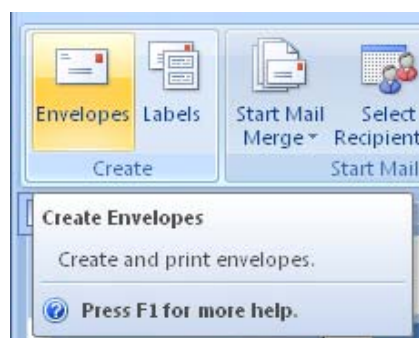 Envelopes Labels Start Mail Merge Select Recipient
Create Start Mail
Create Envelopes
Create and print envelopes.
Press F1 for more help.